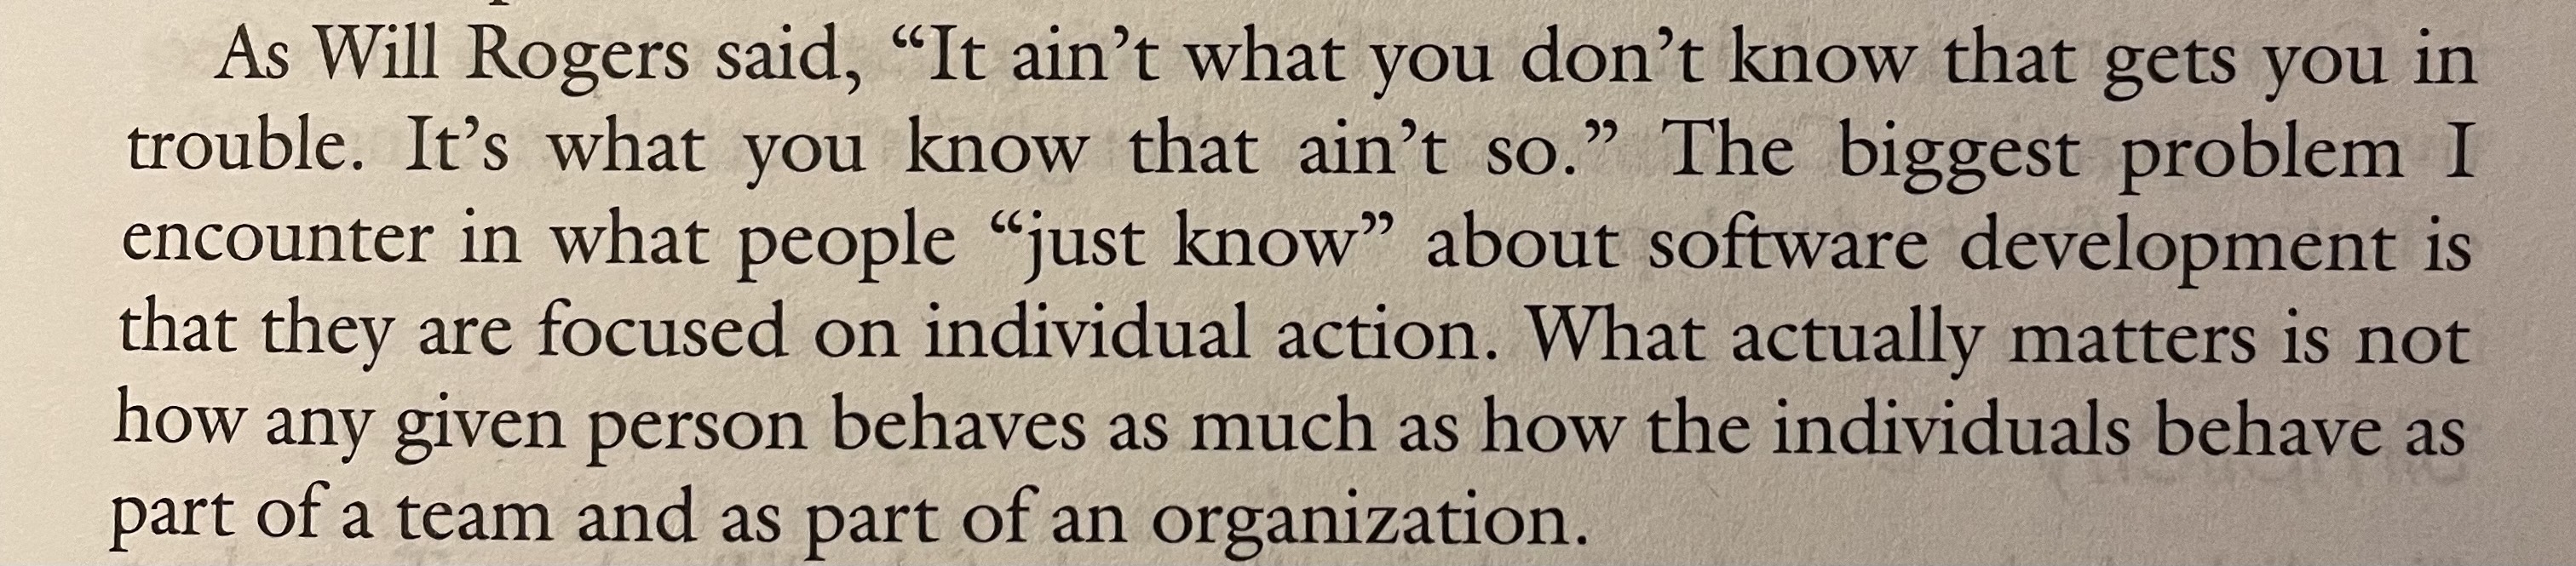 As Will Rogers said, “It ain’t what you don’t know that gets you in
trouble. It’s what you know that ain’t so.” The biggest problem I
encounter in what people “just know” about software development is
that they are focused on individual action. What actually matters is not
how any given person behaves as much as how the individuals behave as
part of a team and as part of an organization.